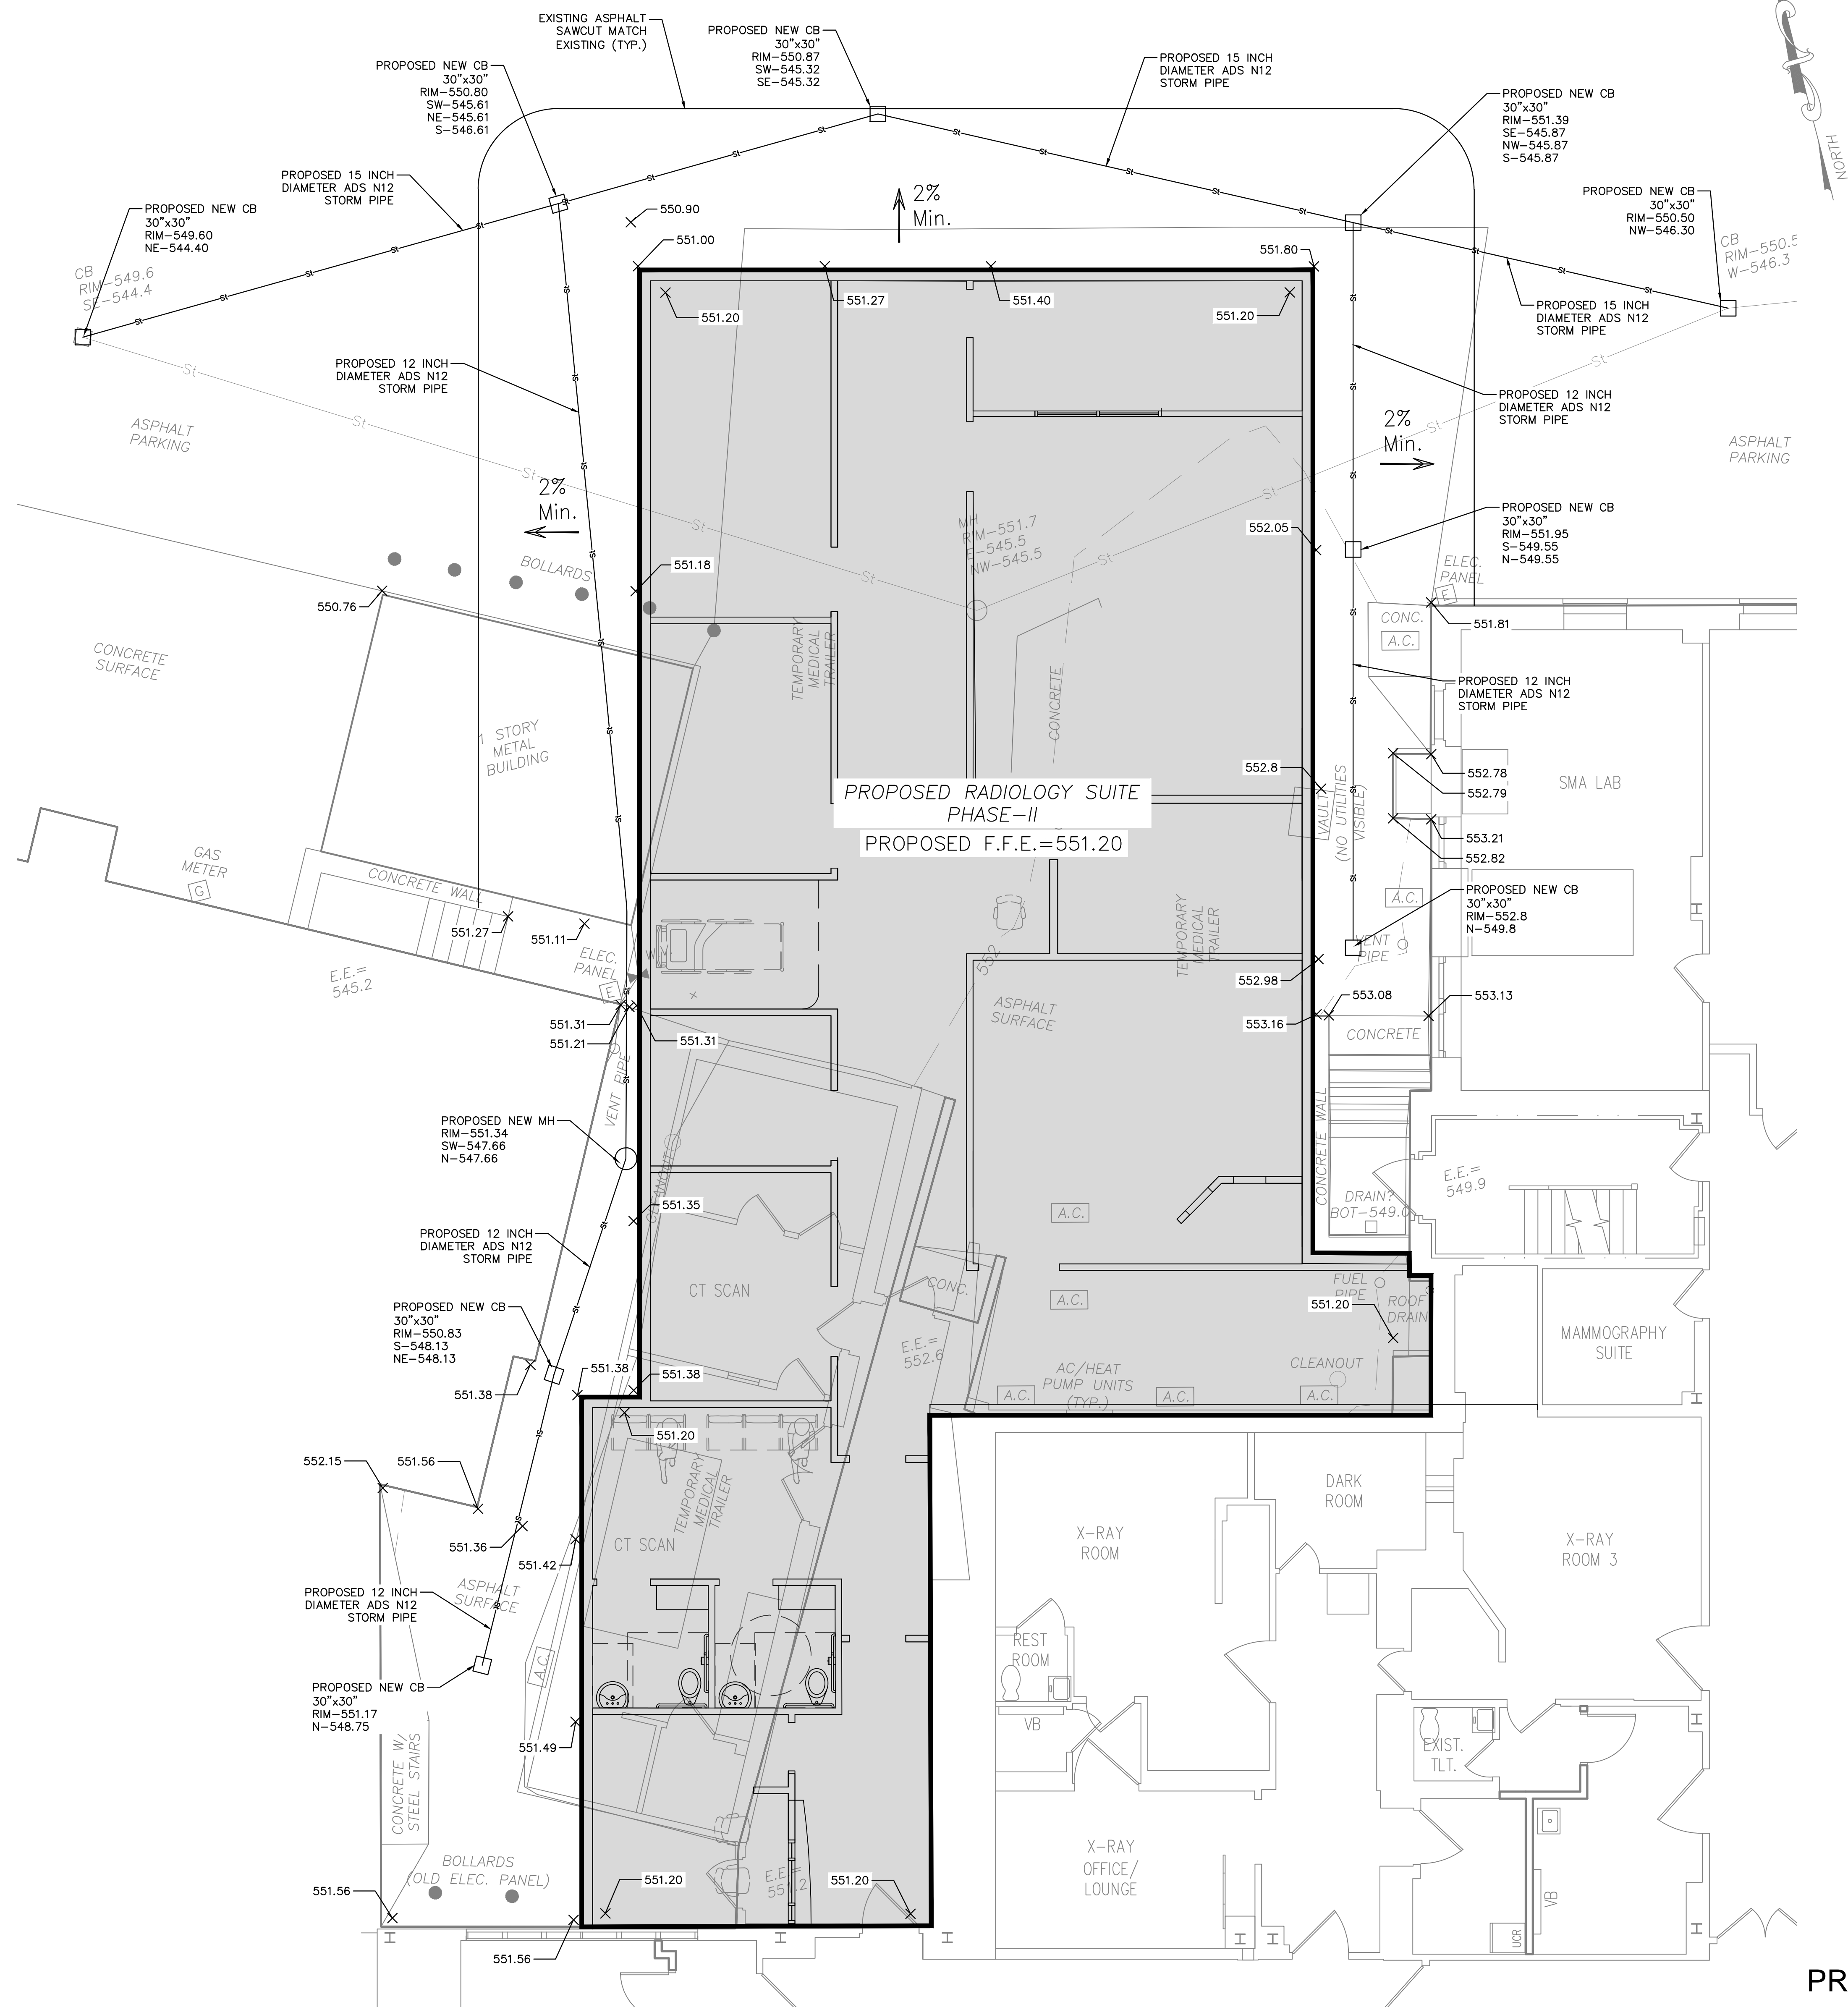 EXISTING ASPHALT
SAWCUT MATCH
EXISTING (TYP.)
PROPOSED NEW CB
30"x30"
RIM-550.87
SW-545.32
SE-545.32
PROPOSED 15 INCH
DIAMETER ADS N12
STORM PIPE
PROPOSED NEW CB
30"x30"
RIM-550.80
SW-545.61
NE-545.61
S-546.61
PROPOSED NEW CB
30"x30"
RIM-551.39
SE-545.87
NW-545.87
S-545.87
NORTH
PROPOSED 15 INCH
DIAMETER ADS N12
STORM PIPE
PROPOSED NEW CB
30"x30"
RIM-549.60
NE-544.40
CB
RIM-549.6
SE-544.4
550.90
551.00
2%
Min.
551.80
PROPOSED NEW CB
30"x30"
RIM-550.50
NW-546.30
CB
RIM-550.5
W-546.3
551.20
551.27
551.40
551.20
PROPOSED 15 INCH
DIAMETER ADS N12
STORM PIPE
PROPOSED 12 INCH
DIAMETER ADS N12
STORM PIPE
PROPOSED 12 INCH
DIAMETER ADS N12
STORM PIPE
ASPHALT
PARKING
2%
Min.
2%
Min.
ASPHALT
PARKING
MH
RIM-551.7
E-545.5
NW-545.5
552.05
PROPOSED NEW CB
30"x30"
RIM-551.95
S-549.55
N-549.55
BOLLARDS
551.18
550.76
ELEC.
PANEL
E
CONC.
A.C.
551.81
CONCRETE
SURFACE
TEMPORARY
MEDICAL
TRAILER
CONCRETE
PROPOSED 12 INCH
DIAMETER ADS N12
STORM PIPE
1 STORY
METAL
BUILDING
PROPOSED RADIOLOGY SUITE
PHASE-II
PROPOSED F.F.E.=551.20
552.8
VAULT
(NO UTILITIES
VISIBLE)
552.78
552.79
SMA LAB
553.21
552.82
GAS
METER
G
CONCRETE WALL
551.27
551.11
A.C.
PROPOSED NEW CB
30"x30"
RIM-552.8
N-549.8
VENT
PIPE
E.E.=
545.2
ELEC.
PANEL
E
W.V.
552
TEMPORARY
MEDICAL
TRAILER
552.98
553.08
553.13
553.16
ASPHALT
SURFACE
551.31
551.21
551.31
CONCRETE
VENT PIPE
PROPOSED NEW MH
RIM-551.34
SW-547.66
N-547.66
CLEANOUT
CONCRETE WALL
E.E.=
549.9
DRAIN?
BOT-549.0
551.35
A.C.
PROPOSED 12 INCH
DIAMETER ADS N12
STORM PIPE
CT SCAN
CONC.
A.C.
FUEL
PIPE
551.20
ROOF
DRAIN
PROPOSED NEW CB
30"x30"
RIM-550.83
S-548.13
NE-548.13
E.E.=
552.6
MAMMOGRAPHY
SUITE
551.38
551.38
551.38
CLEANOUT
AC/HEAT
PUMP UNITS
(TYP.)
A.C.
A.C.
A.C.
551.20
552.15
551.56
TEMPORARY
MEDICAL
TRAILER
DARK
ROOM
X-RAY
ROOM
X-RAY
ROOM 3
551.36
551.42
CT SCAN
PROPOSED 12 INCH
DIAMETER ADS N12
STORM PIPE
ASPHALT
SURFACE
A.C.
REST
ROOM
PROPOSED NEW CB
30"x30"
RIM-551.17
N-548.75
551.49
VB
EXIST.
TLT.
CONCRETE W/
STEEL STAIRS
X-RAY
OFFICE/
LOUNGE
BOLLARDS
(OLD ELEC. PANEL)
551.56
551.20
E.E.=
551.2
551.20
VB
UCR
551.56
PR